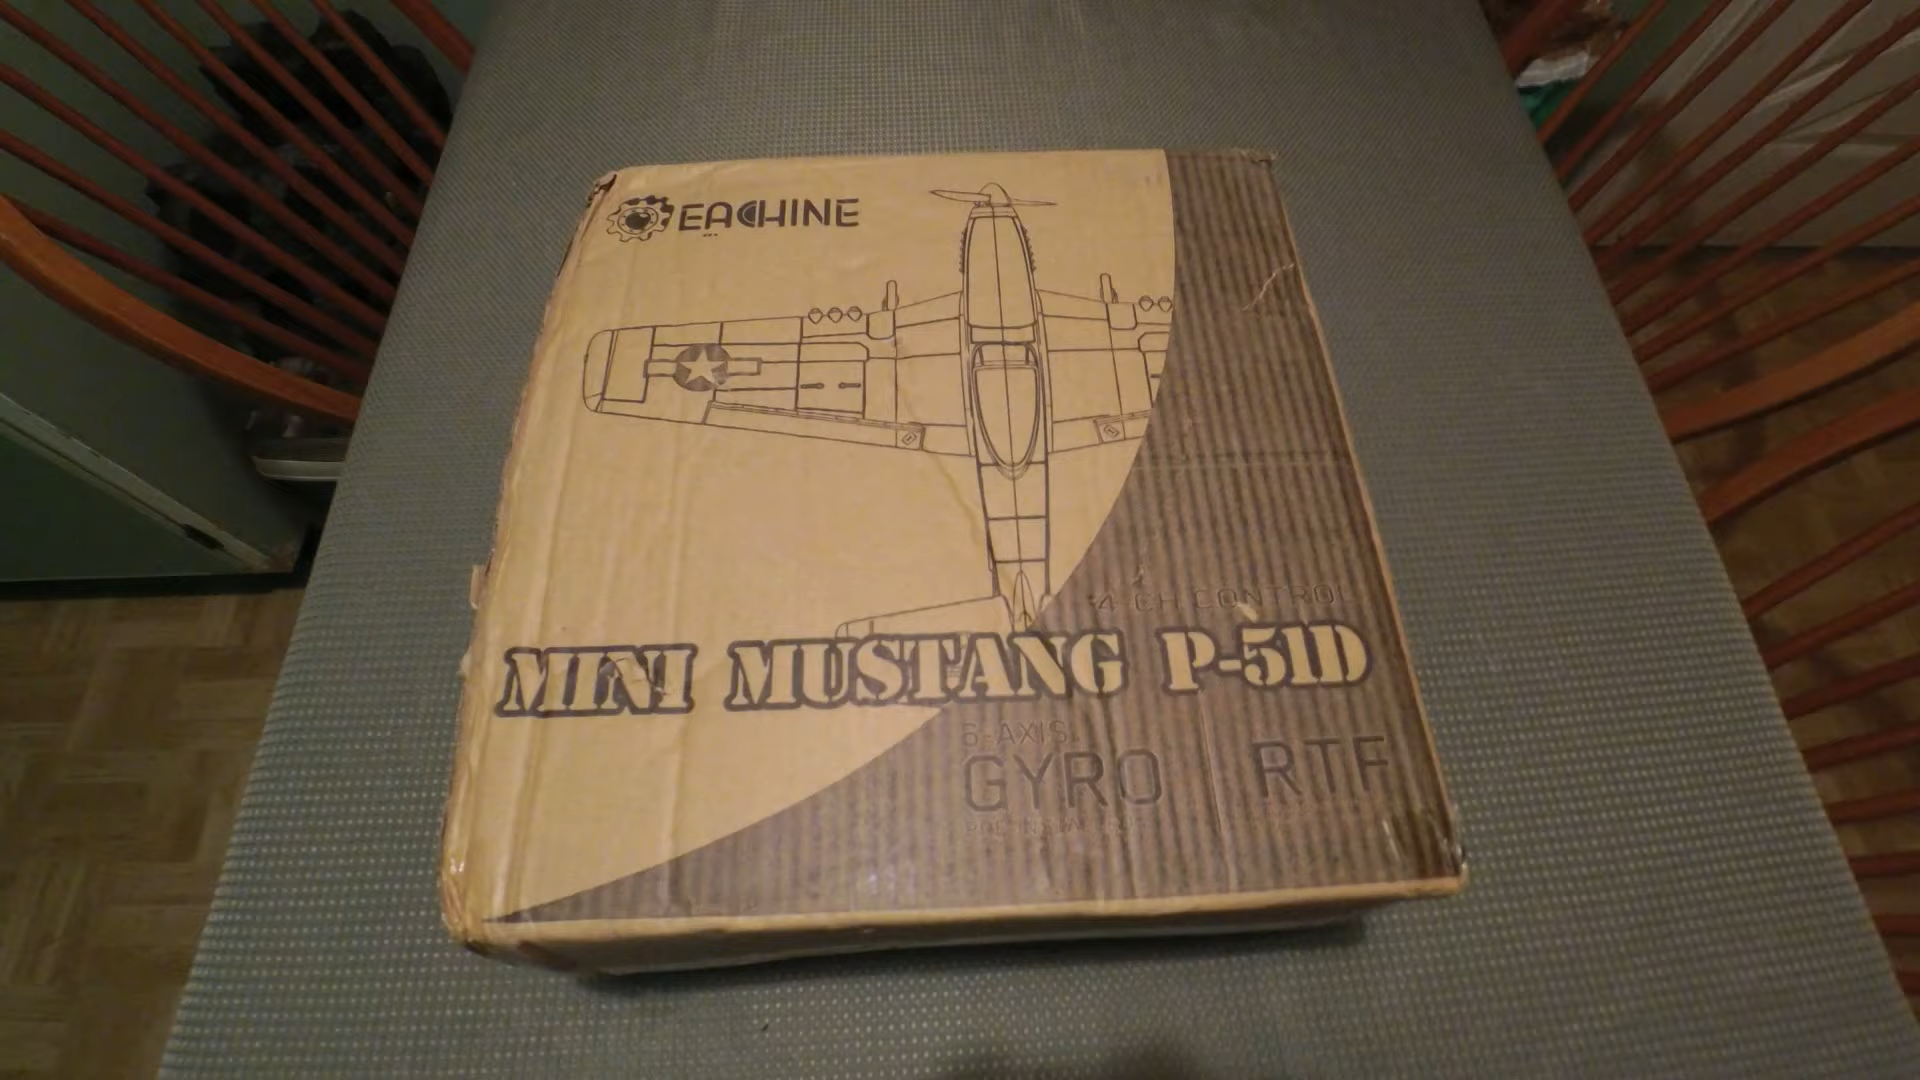 EACHINE
4-CH CONTROL
MINI MUSTANG P-51D
6-AXIS
GYRO RTF